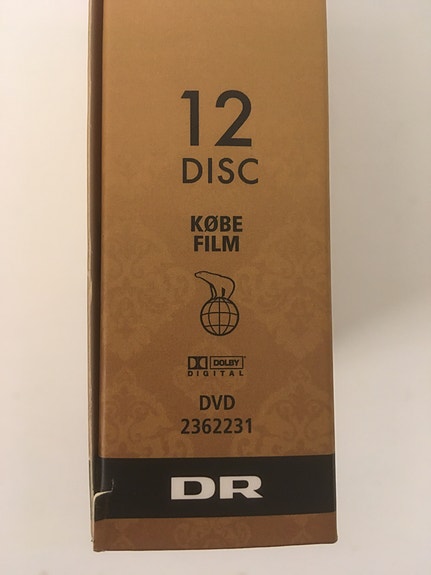 12
DISC
KØBE
FILM
DOLBY
DIGITAL
DVD
2362231
DR